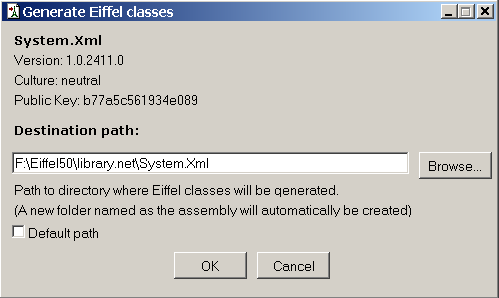 Generate Eiffel classes
System.Xml
Version: 1.0.2411.0
Culture: neutral
Public Key: b77a5c561934e089
Destination path:
F:\Eiffel50\library.net\System.Xml
Browse...
Path to directory where Eiffel classes will be generated.
(A new folder named as the assembly will automatically be created)
Default path
OK
Cancel